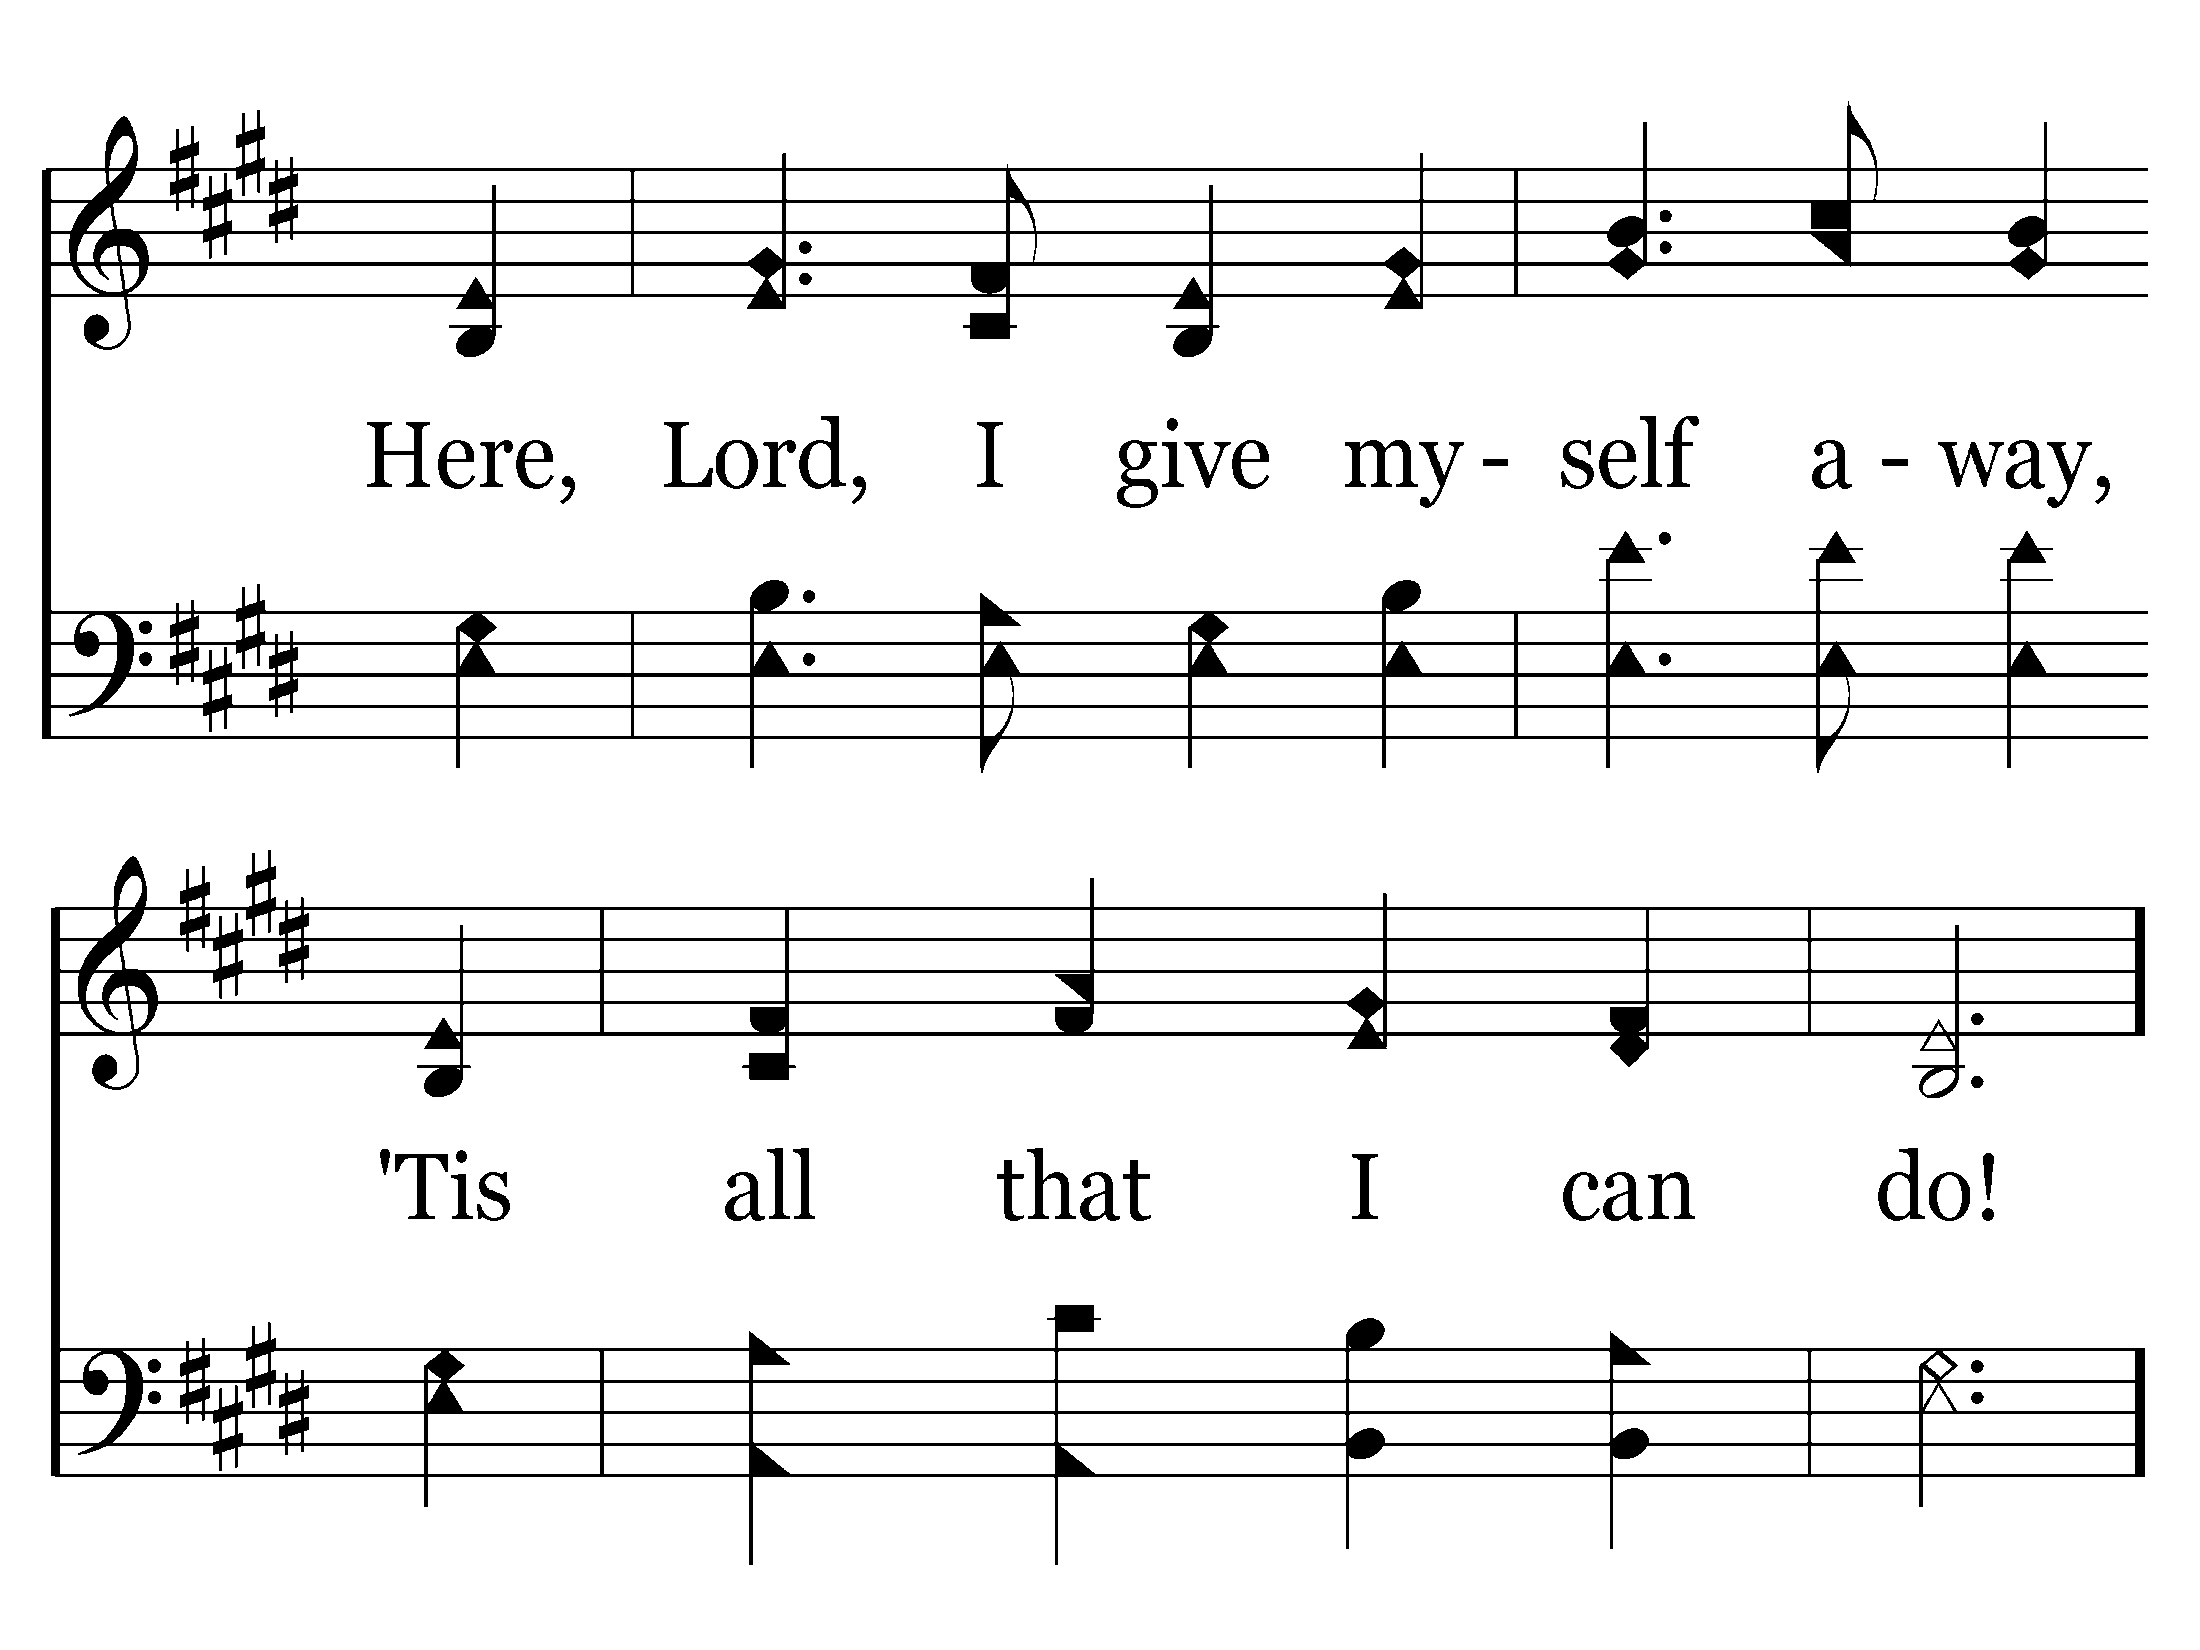 Here, Lord, I give my - self a - way,
'Tis all that I can do!